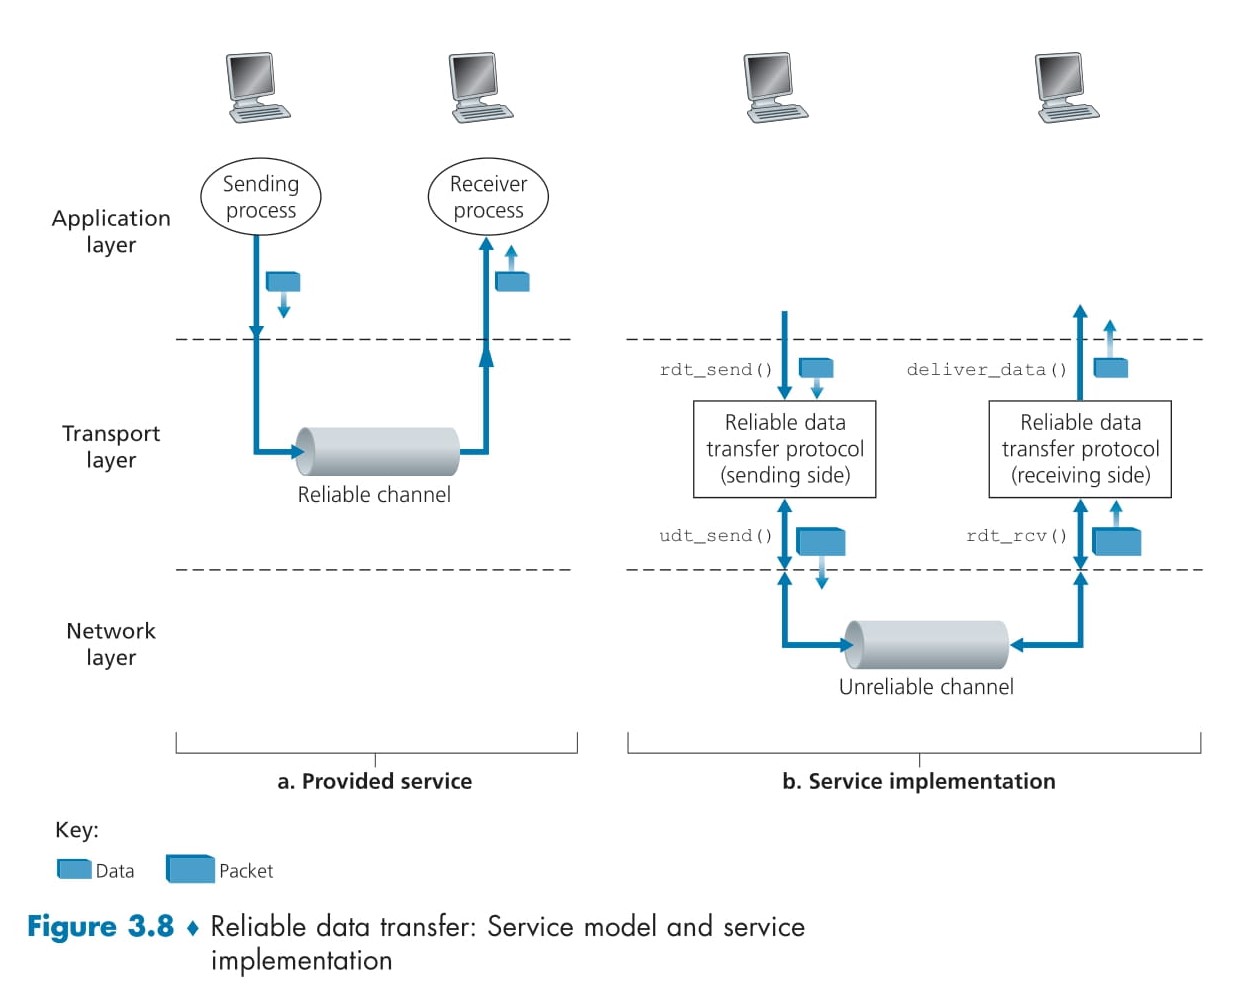 Sending
process
Receiver
process
Application
layer
rdt_send()
deliver_data()
Transport
layer
Reliable channel
Reliable data
transfer protocol
(sending side)
Reliable data
transfer protocol
(receiving side)
udt_send()
rdt_rcv()
Network
layer
Unreliable channel
a. Provided service
b. Service implementation
Key:
Data
Packet
Figure 3.8 ♦ Reliable data transfer: Service model and service
implementation